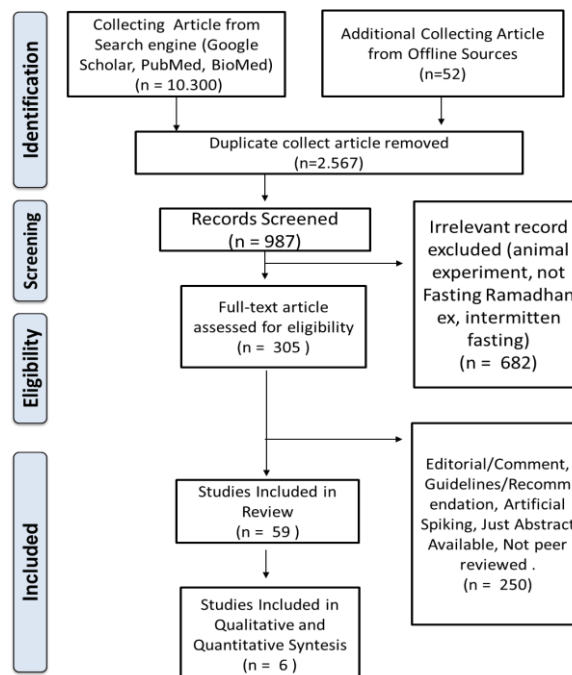 Identification
Collecting Article from
Search engine (Google
Scholar, PubMed, BioMed)
(n = 10.300)
Additional Collecting Article
from Offline Sources
(n=52)
Duplicate collect article removed
(n=2.567)
Screening
Records Screened
(n = 987)
Irrelevant record
excluded (animal
experiment, not
Fasting Ramadhan
ex, intermitten
fasting)
(n = 682)
Eligibility
Full-text article
assessed for eligibility
(n = 305 )
Editorial/Comment,
Guidelines/Recomm
endation, Artificial
Spiking, Just Abstract
Available, Not peer
reviewed .
(n = 250)
Included
Studies Included in
Review
(n = 59 )
Studies Included in
Qualitative and
Quantitative Syntesis
(n = 6 )